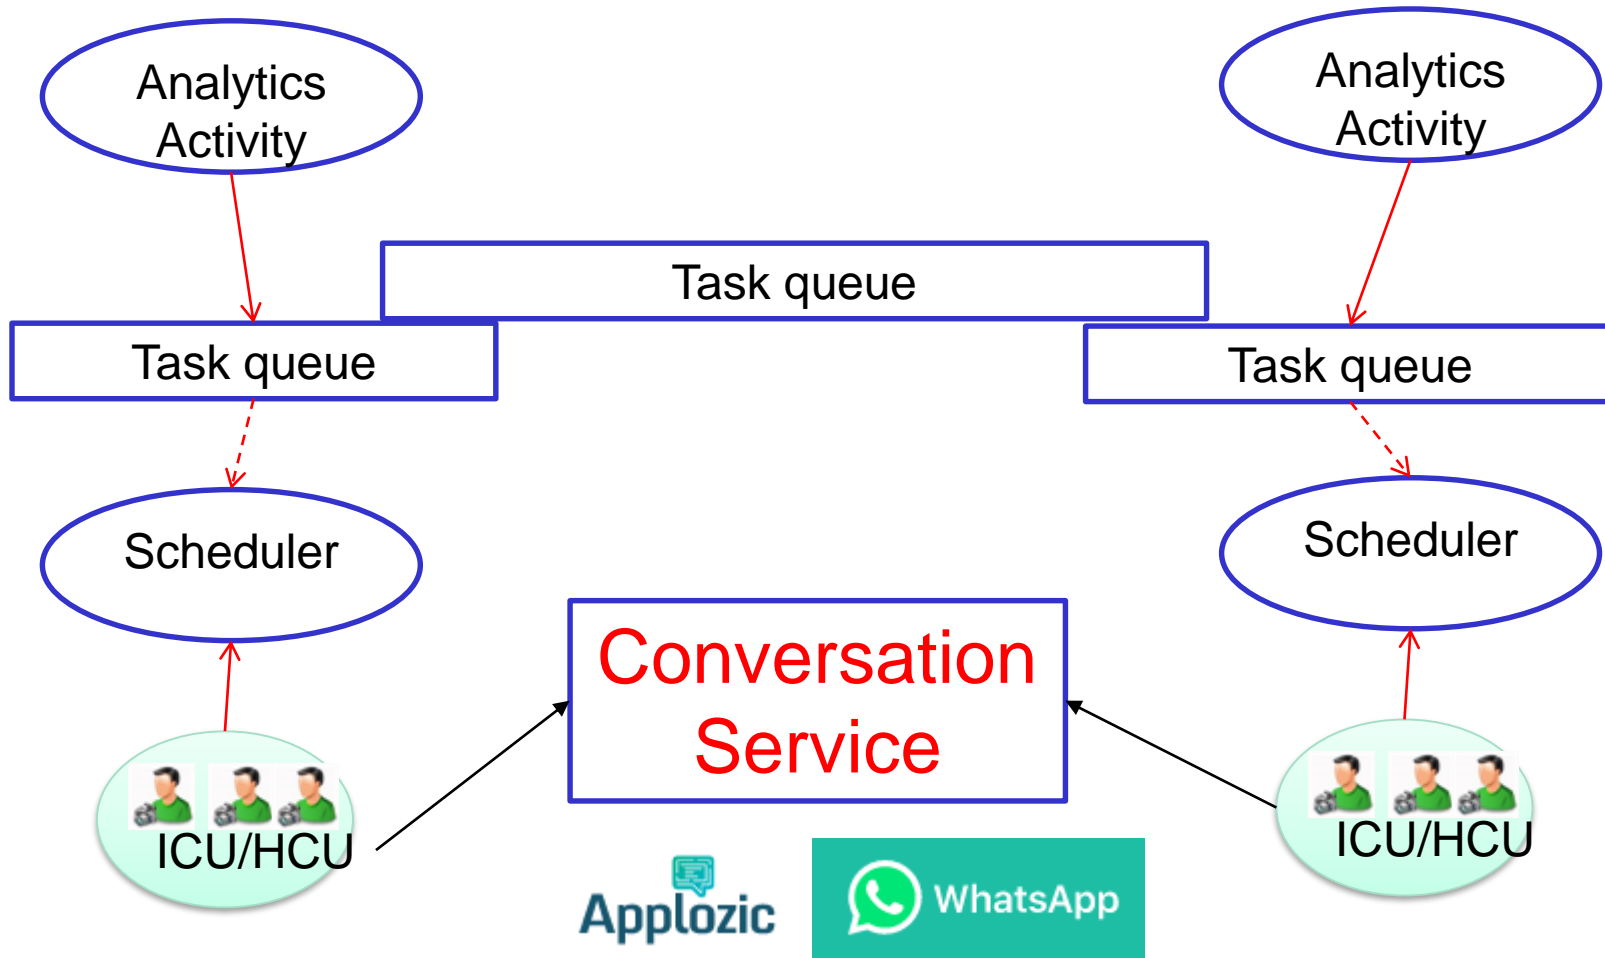 Analytics
Activity
Analytics
Activity
Task queue
Task queue
Task queue
Scheduler
Scheduler
Conversation
Service
ICU/HCU
ICU/HCU
Applozic
WhatsApp